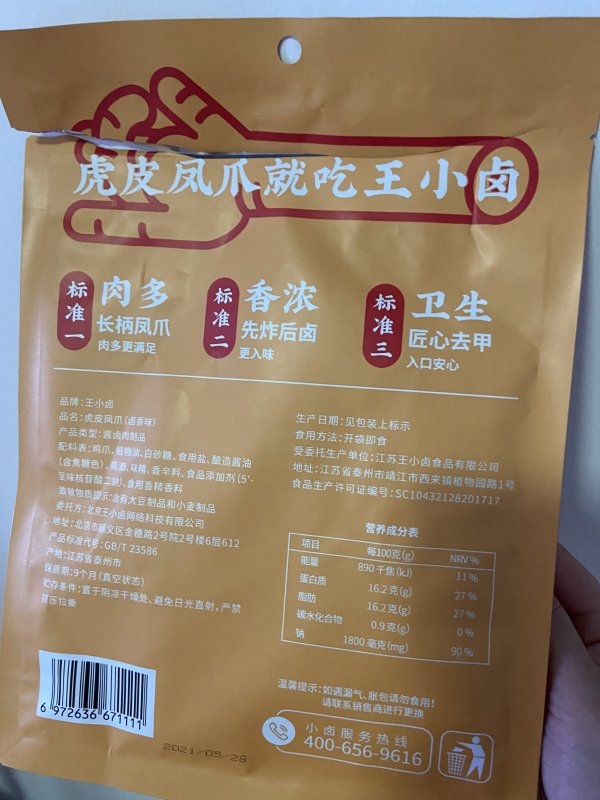 虎皮凤爪就吃王小卤
标准一
肉多
长柄凤爪
肉多更满足
标准二
香浓
先炸后卤
更入味
标准三
卫生
匠心去甲
入口安心
品牌:王小卤
品名:虎皮凤爪(卤香味)
产品类型:酱卤肉制品
配料表:鸡爪、植物油、白砂糖、食用盐、酿造酱油
(含焦糖色)、黄酒、味精、香辛料、食品添加剂(5'-
呈味核苷酸二钠)、食用香精香料
致敏物质提示:含有大豆制品和小麦制品
委托方:北京王小卤网络科技有限公司
地址:北京市顺义区金穗路2号院2号楼6层612
产品标准代号:GB/T 23586
产地:江苏省泰州市
保质期:9个月(真空状态)
贮存条件:置于阴凉干燥处、避免日光直射,严禁
挤压拉撕
生产日期:见包装上标示
食用方法:开袋即食
受委托生产单位:江苏王小卤食品有限公司
地址:江苏省泰州市靖江市西来镇植物园路1号
食品生产许可证编号:SC10432128201717
营养成分表
项目 每100克(g) NRV%
能量 890千焦(kJ) 11%
蛋白质 16.2克(g) 27%
脂肪 16.2克(g) 27%
碳水化合物 0.9克(g) 0%
钠 1800毫克(mg) 90%
温馨提示:如遇漏气、胀包请勿食用!
请联系销售商进行更换
小卤服务热线
400-656-9616
6 972636 671111
2021/05/26